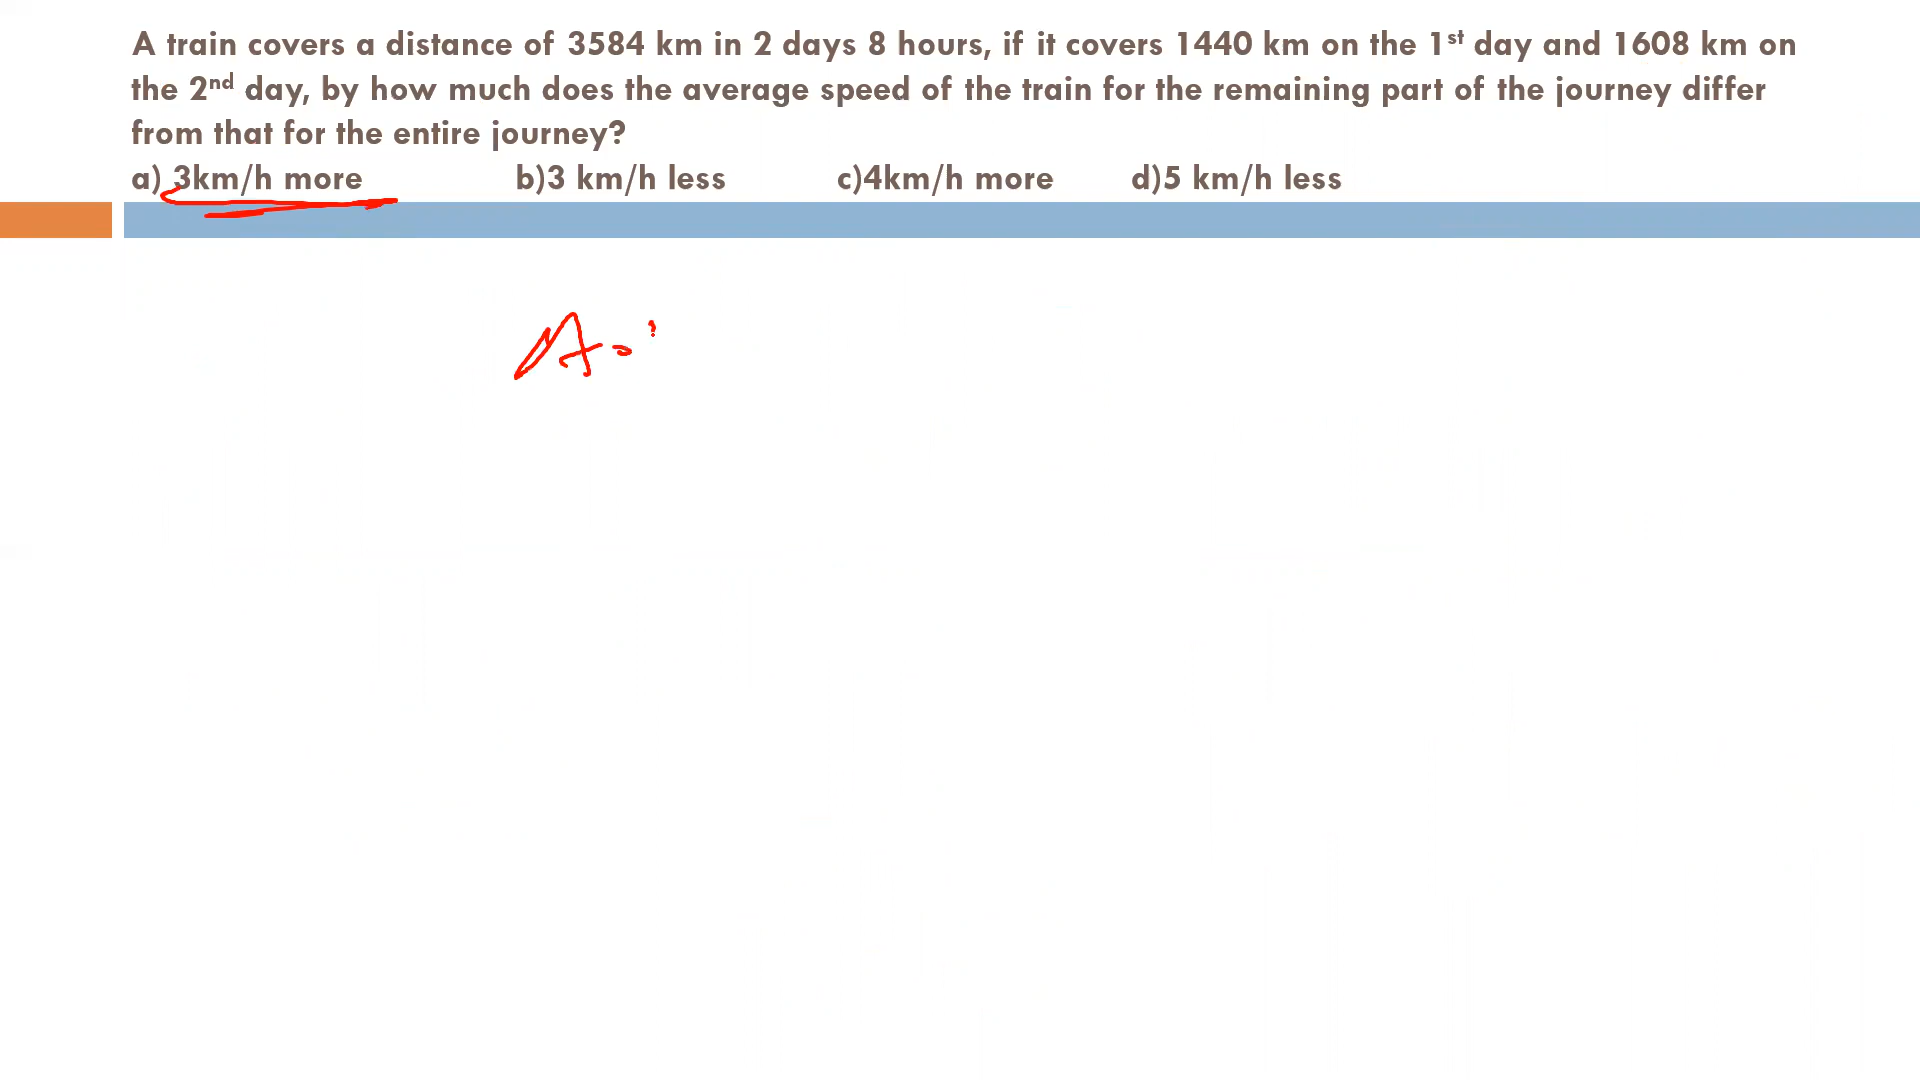 A train covers a distance of 3584 km in 2 days 8 hours, if it covers 1440 km on the 1st day and 1608 km on
the 2nd day, by how much does the average speed of the train for the remaining part of the journey differ
from that for the entire journey?
a) 3km/h more b)3 km/h less c)4km/h more d)5 km/h less
A = ?